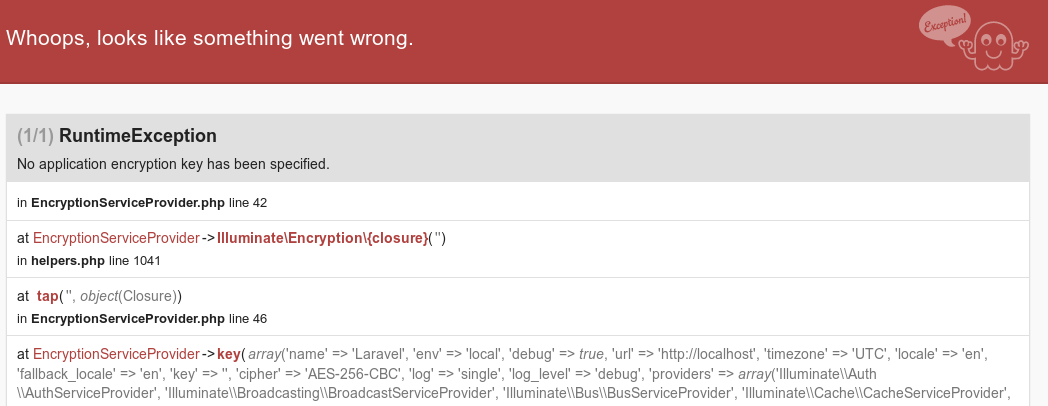 Whoops, looks like something went wrong.
Exception!
(1/1) RuntimeException
No application encryption key has been specified.
in EncryptionServiceProvider.php line 42
at EncryptionServiceProvider->Illuminate\Encryption\{closure}('')
in helpers.php line 1041
at tap('', object(Closure))
in EncryptionServiceProvider.php line 46
at EncryptionServiceProvider->key(array('name' => 'Laravel', 'env' => 'local', 'debug' => true, 'url' => 'http://localhost', 'timezone' => 'UTC', 'locale' => 'en',
'fallback_locale' => 'en', 'key' => '', 'cipher' => 'AES-256-CBC', 'log' => 'single', 'log_level' => 'debug', 'providers' => array('Illuminate\\Auth
\\AuthServiceProvider', 'Illuminate\\Broadcasting\\BroadcastServiceProvider', 'Illuminate\\Bus\\BusServiceProvider', 'Illuminate\\Cache\\CacheServiceProvider',